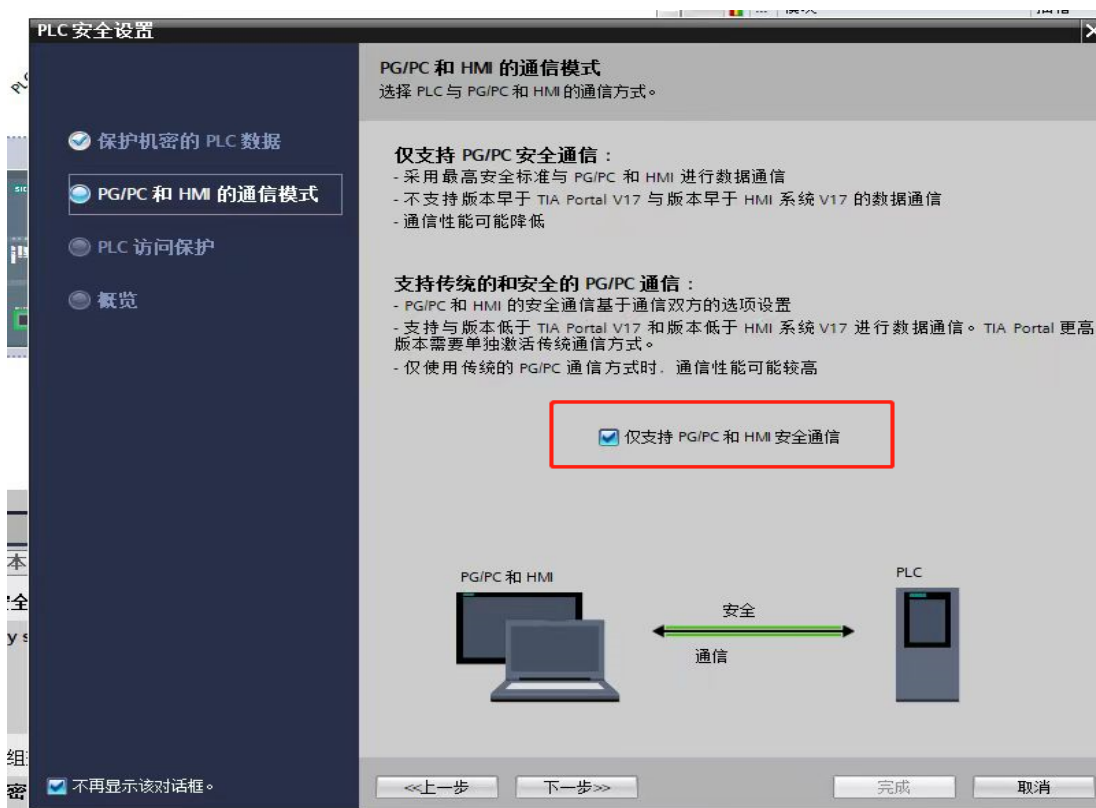 PLC 安全设置
PG/PC 和 HMI 的通信模式
选择 PLC 与 PG/PC 和 HMI 的通信方式。
保护机密的 PLC 数据
PG/PC 和 HMI 的通信模式
PLC 访问保护
概览
仅支持 PG/PC 安全通信：
- 采用最高安全标准与 PG/PC 和 HMI 进行数据通信
- 不支持版本早于 TIA Portal V17 与版本早于 HMI 系统 V17 的数据通信
- 通信性能可能降低
支持传统的和安全的 PG/PC 通信：
- PG/PC 和 HMI 的安全通信基于通信双方的选项设置
- 支持与版本低于 TIA Portal V17 和版本低于 HMI 系统 V17 进行数据通信。TIA Portal 更高
版本需要单独激活传统通信方式。
- 仅使用传统的 PG/PC 通信方式时，通信性能可能较高
仅支持 PG/PC 和 HMI 安全通信
PG/PC 和 HMI
PLC
安全
通信
本
全
y s
组
密
不再显示该对话框。
<<上一步
下一步>>
完成
取消